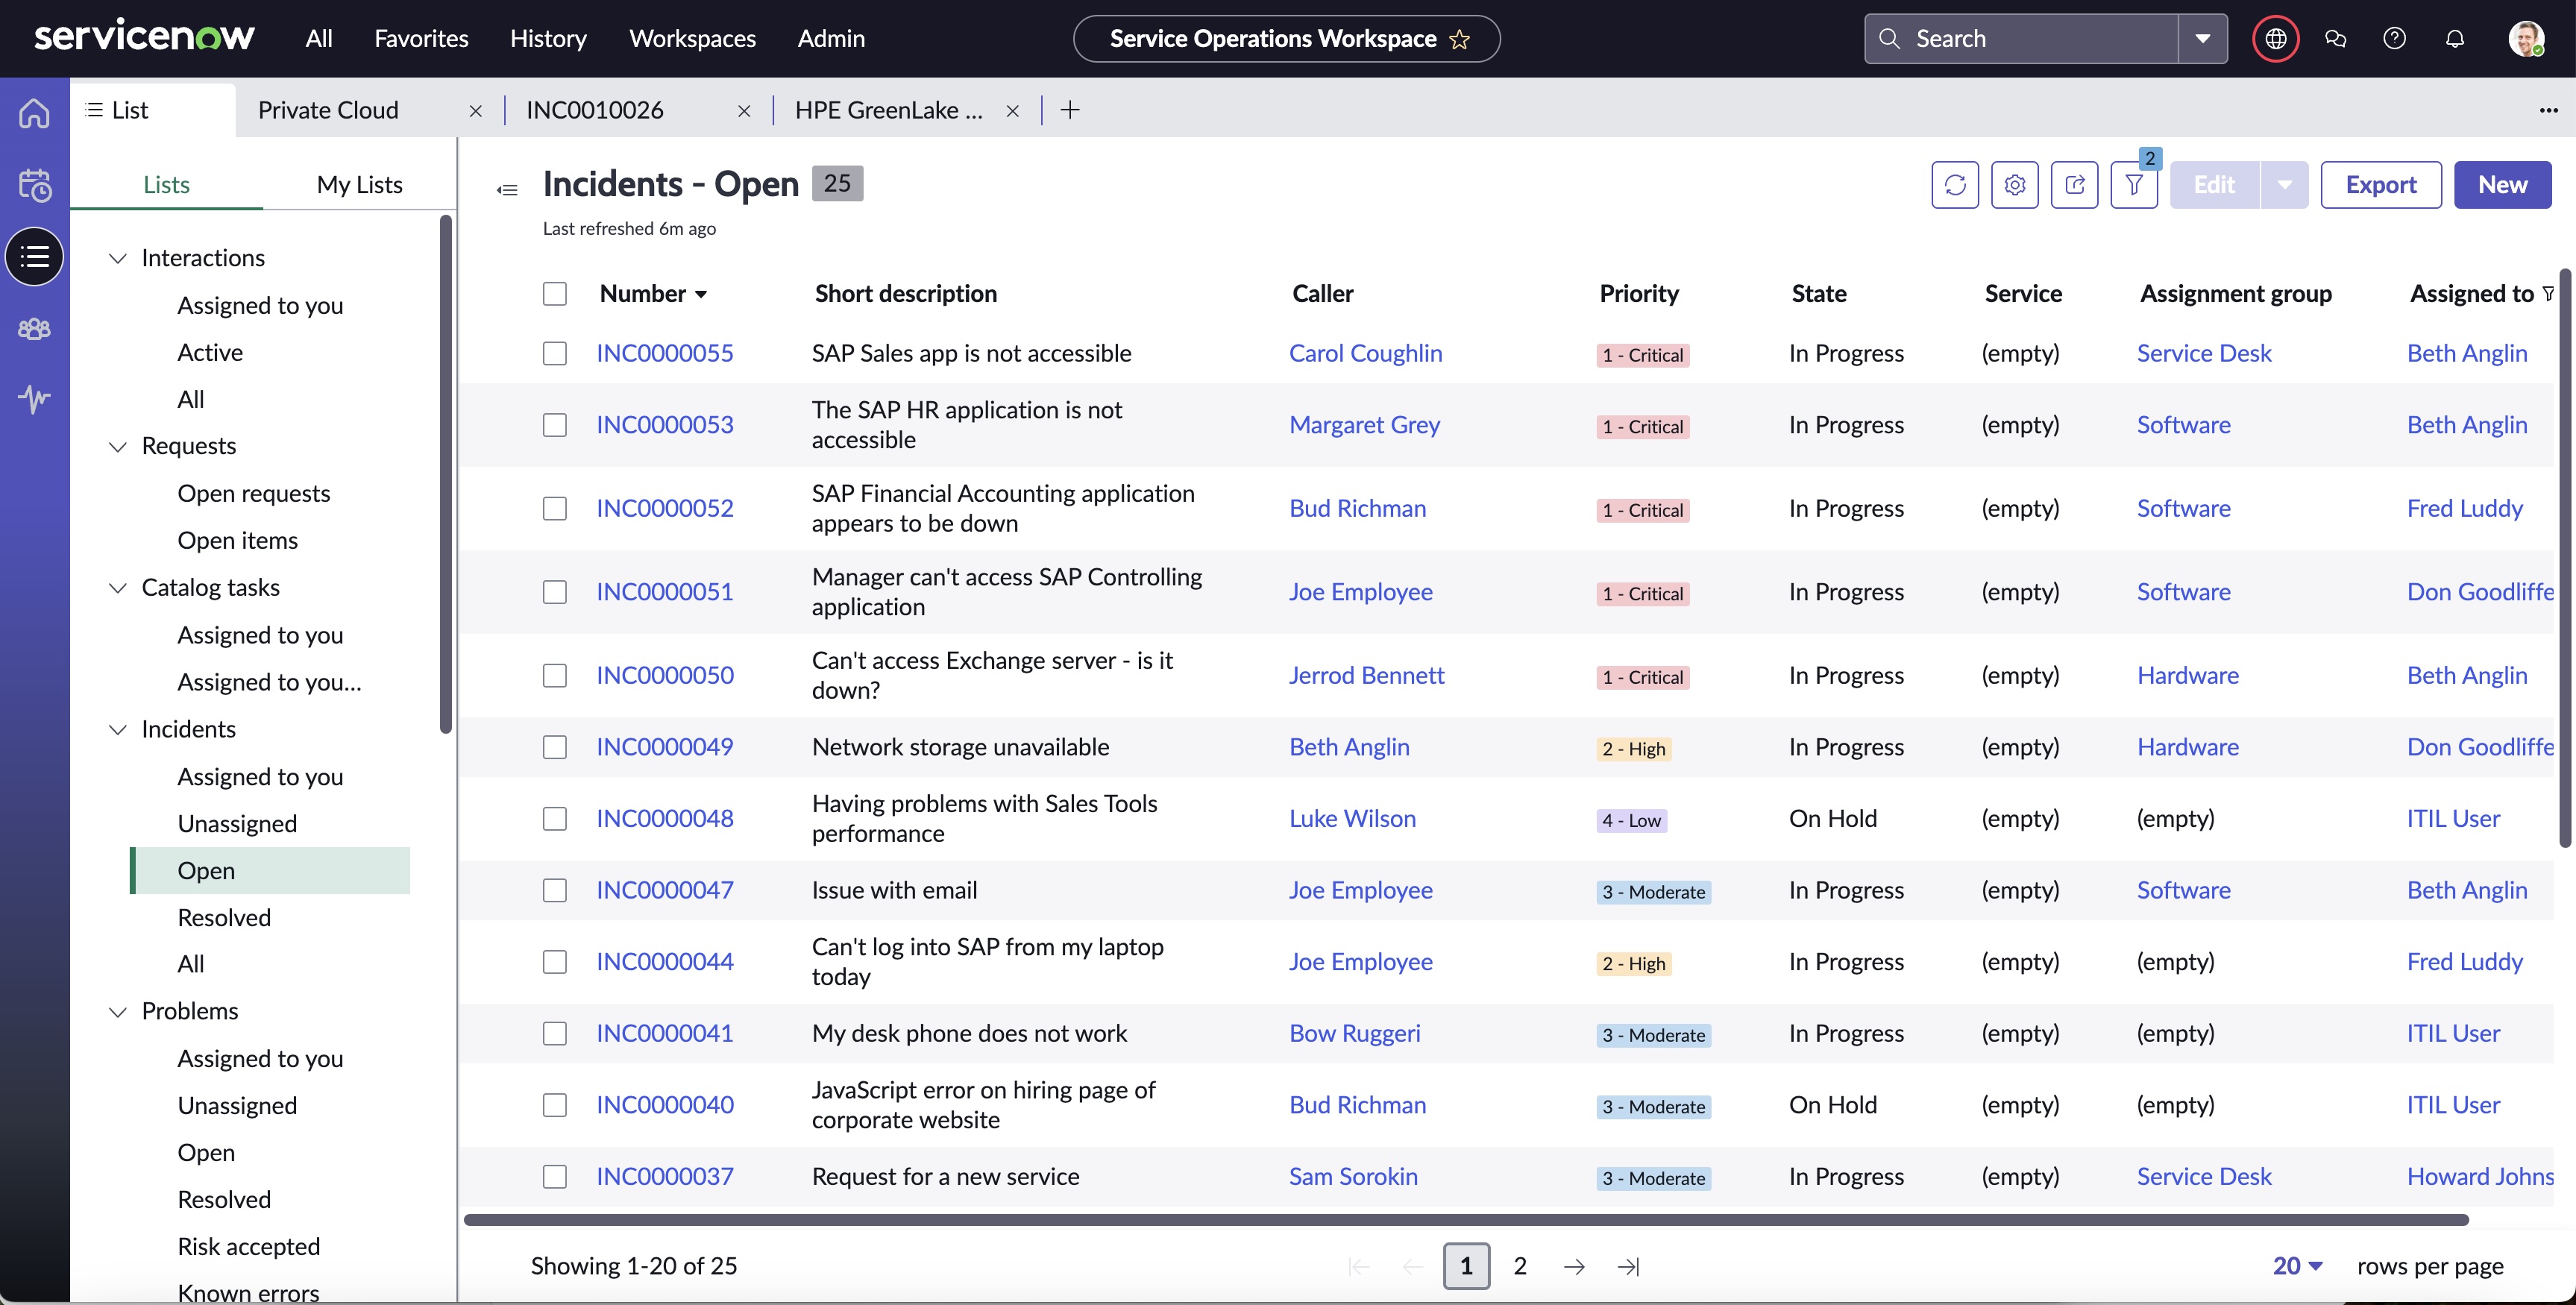 servicenow All Favorites History Workspaces Admin Service Operations Workspace Search
List Private Cloud INC0010026 HPE GreenLake ...
Lists My Lists
Interactions
Assigned to you
Active
All
Requests
Open requests
Open items
Catalog tasks
Assigned to you
Assigned to you...
Incidents
Assigned to you
Unassigned
Open
Resolved
All
Problems
Assigned to you
Unassigned
Open
Resolved
Risk accepted
Known errors
Incidents - Open 25
Last refreshed 6m ago
2
Edit Export New
Number Short description Caller Priority State Service Assignment group Assigned to
INC0000055 SAP Sales app is not accessible Carol Coughlin 1 - Critical In Progress (empty) Service Desk Beth Anglin
INC0000053 The SAP HR application is not
accessible Margaret Grey 1 - Critical In Progress (empty) Software Beth Anglin
INC0000052 SAP Financial Accounting application
appears to be down Bud Richman 1 - Critical In Progress (empty) Software Fred Luddy
INC0000051 Manager can't access SAP Controlling
application Joe Employee 1 - Critical In Progress (empty) Software Don Goodliffe
INC0000050 Can't access Exchange server - is it
down? Jerrod Bennett 1 - Critical In Progress (empty) Hardware Beth Anglin
INC0000049 Network storage unavailable Beth Anglin 2 - High In Progress (empty) Hardware Don Goodliffe
INC0000048 Having problems with Sales Tools
performance Luke Wilson 4 - Low On Hold (empty) (empty) ITIL User
INC0000047 Issue with email Joe Employee 3 - Moderate In Progress (empty) Software Beth Anglin
INC0000044 Can't log into SAP from my laptop
today Joe Employee 2 - High In Progress (empty) (empty) Fred Luddy
INC0000041 My desk phone does not work Bow Ruggeri 3 - Moderate In Progress (empty) (empty) ITIL User
INC0000040 JavaScript error on hiring page of
corporate website Bud Richman 3 - Moderate On Hold (empty) (empty) ITIL User
INC0000037 Request for a new service Sam Sorokin 3 - Moderate In Progress (empty) Service Desk Howard Johns
Showing 1-20 of 25 1 2 20 rows per page